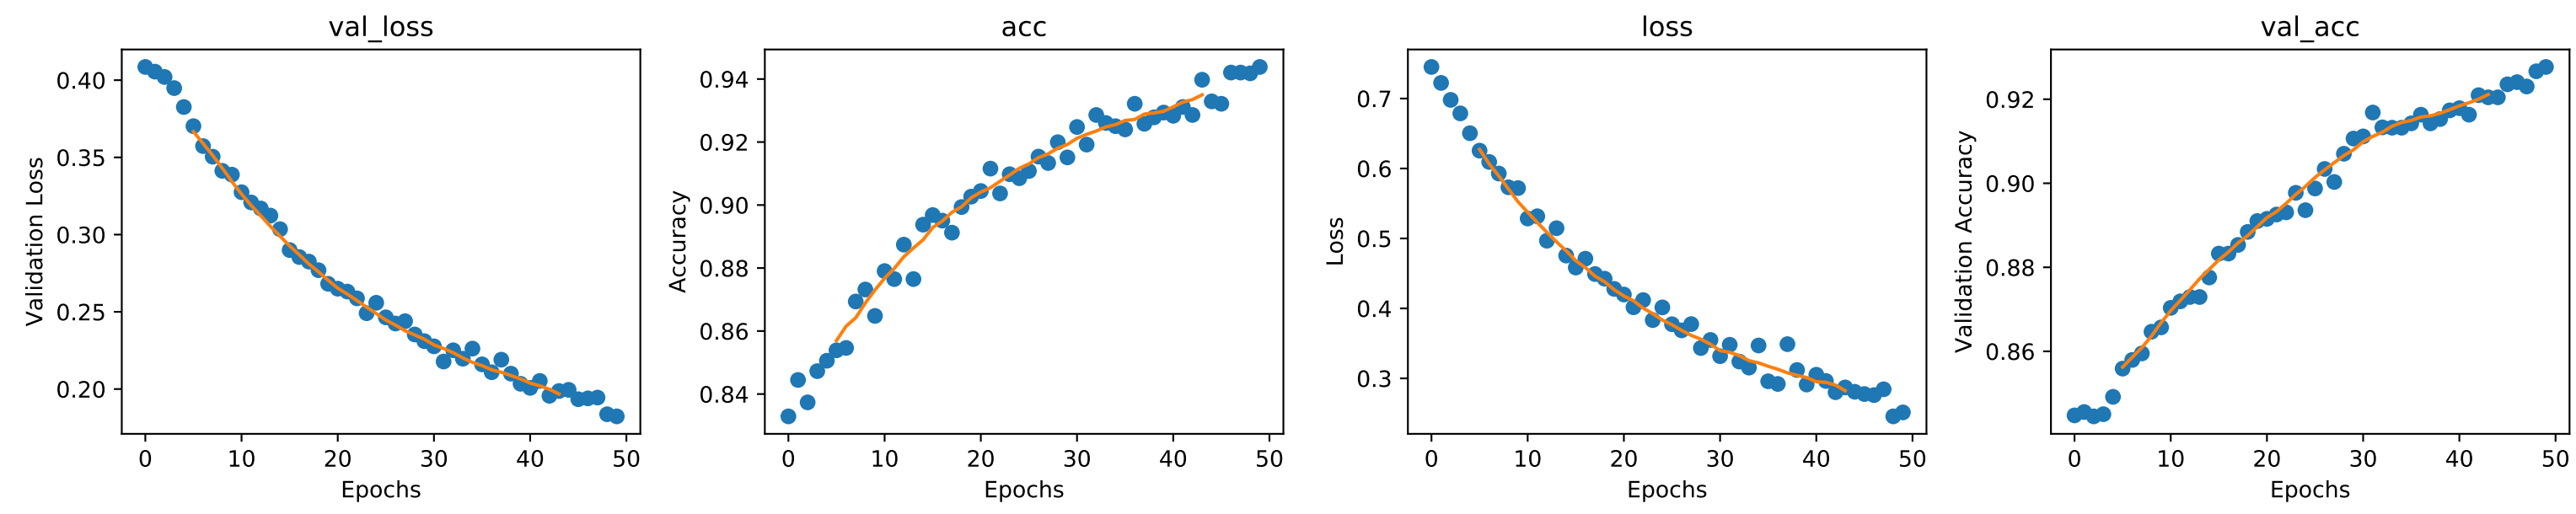 val_loss
Validation Loss
0.40
0.35
0.30
0.25
0.20
0 10 20 30 40 50
Epochs
acc
Accuracy
0.94
0.92
0.90
0.88
0.86
0.84
0 10 20 30 40 50
Epochs
loss
Loss
0.7
0.6
0.5
0.4
0.3
0 10 20 30 40 50
Epochs
val_acc
Validation Accuracy
0.92
0.90
0.88
0.86
0 10 20 30 40 50
Epochs